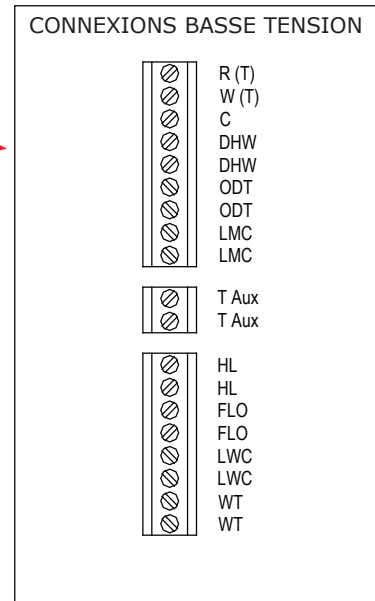 CONNEXIONS BASSE TENSION
R (T)
W (T)
C
DHW
DHW
ODT
ODT
LMC
LMC
T Aux
T Aux
HL
HL
FLO
FLO
LWC
LWC
WT
WT